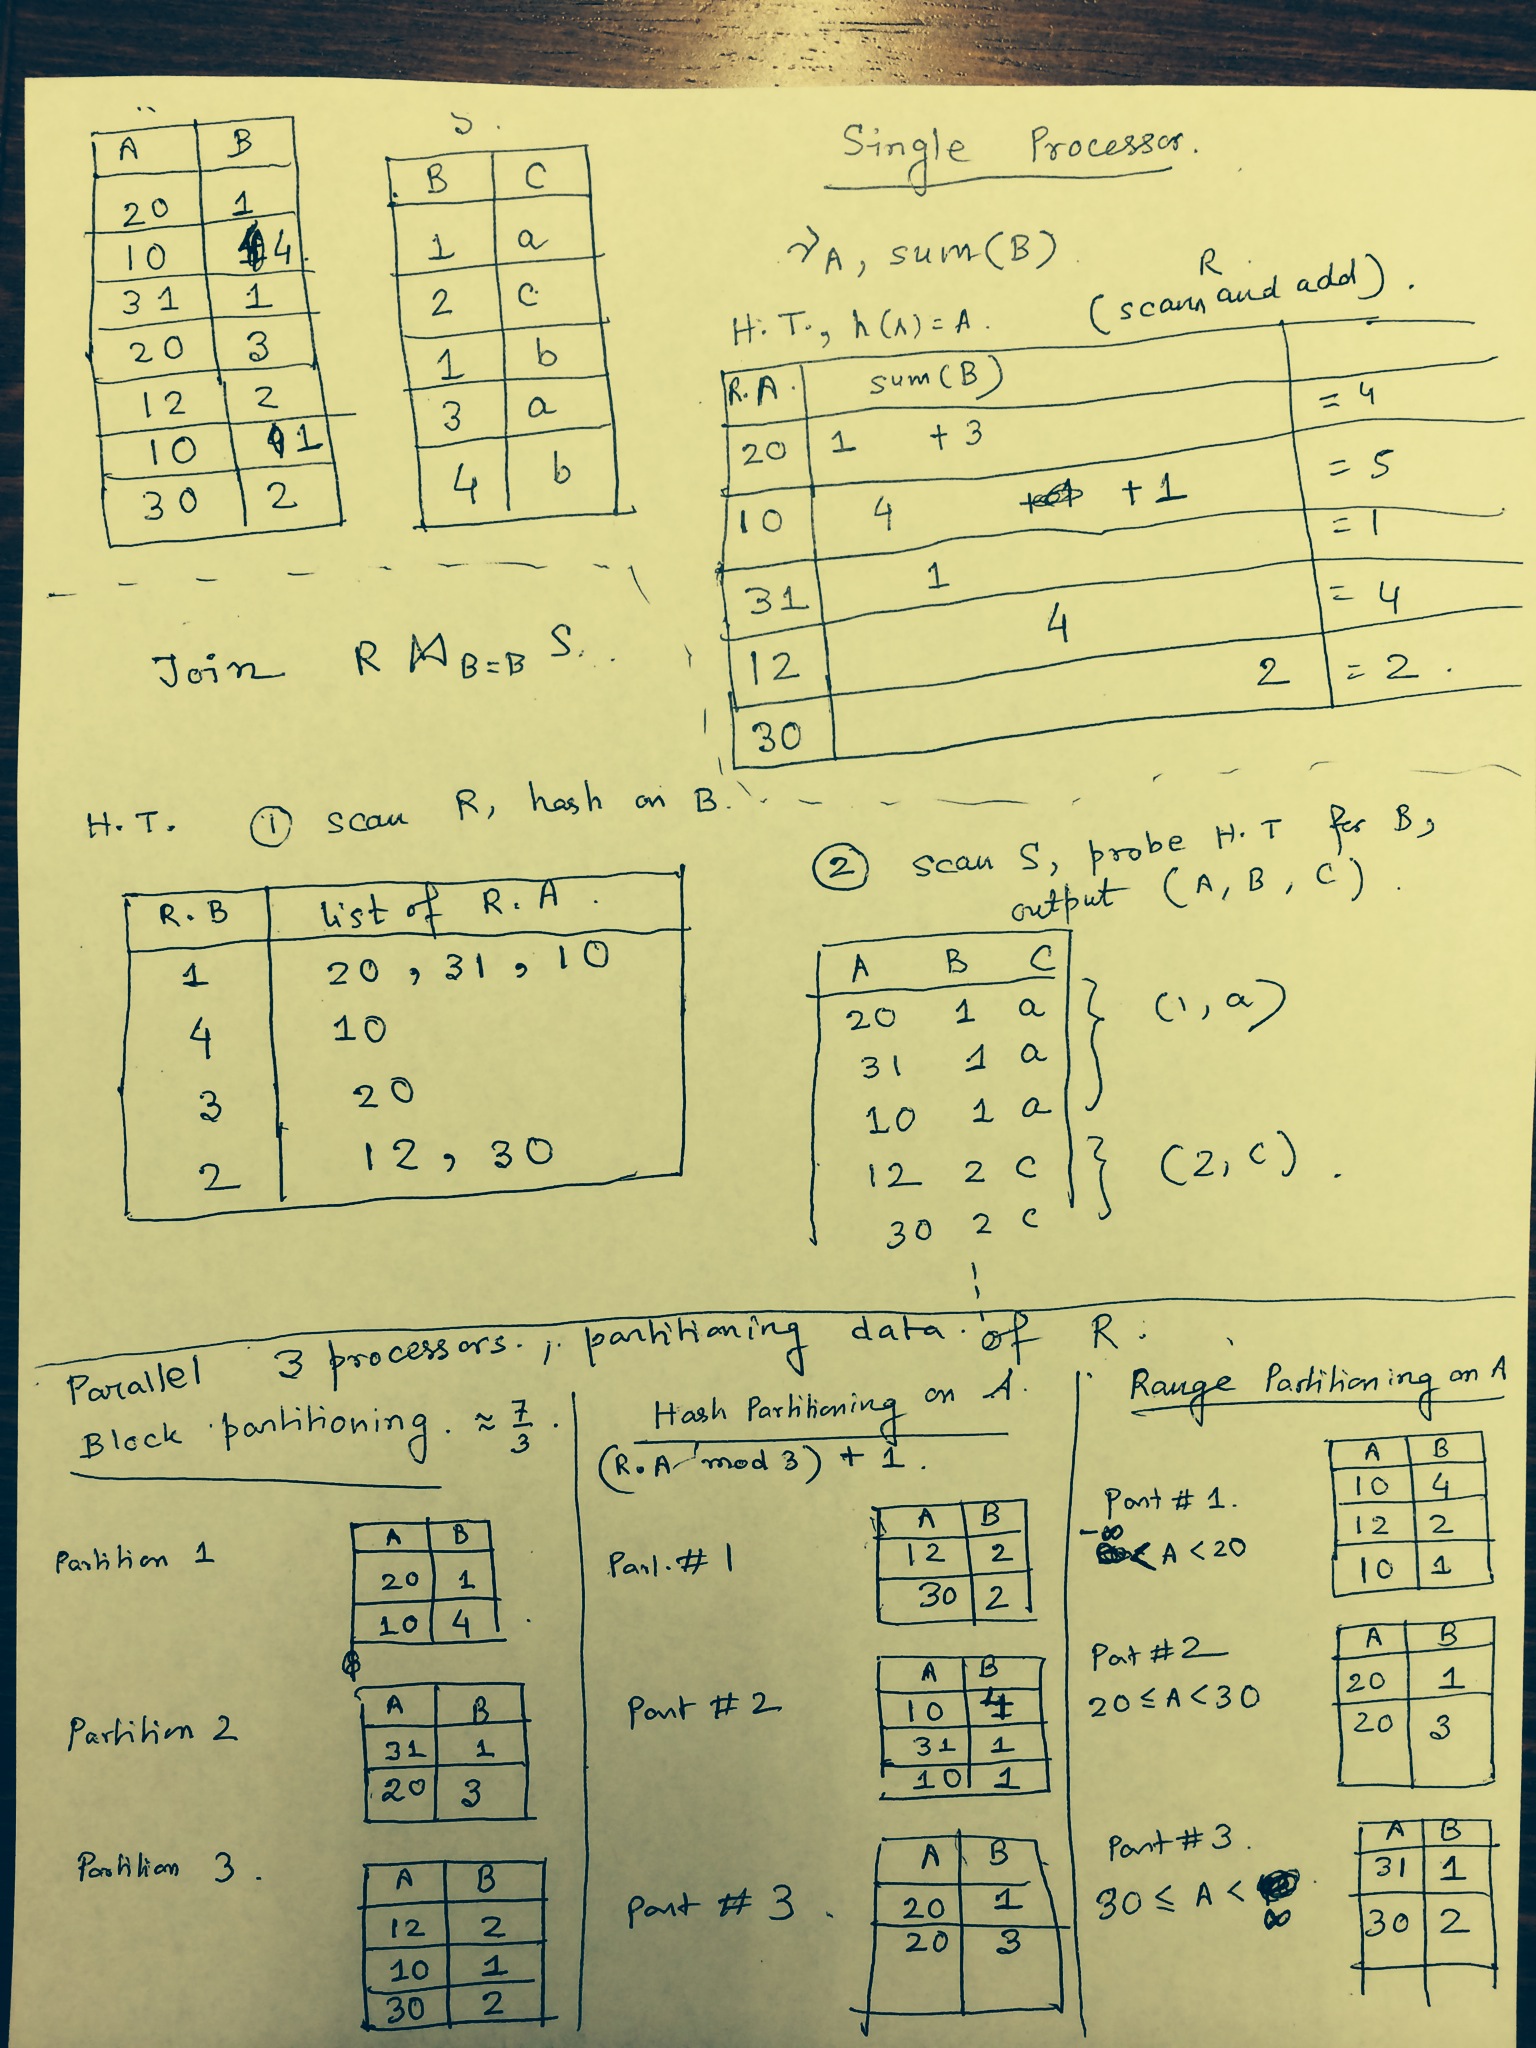 A B
20 1
10 4
31 1
20 3
12 2
10 1
30 2
S.
B C
1 a
2 c
1 b
3 a
4 b
Single Processor.
γ A, sum(B) R
H.T., h(A) = A. (scan and add).
R.A. sum(B)
20 1 + 3 = 4
10 4 + 1 = 5
31 1 = 1
12 4 = 4
30 2 = 2.
Join R ⋈ B=B S.
H.T. ① scan R, hash on B.
R.B list of R.A.
1 20, 31, 10
4 10
3 20
2 12, 30
② scan S, probe H.T for B,
output (A, B, C).
A B C
20 1 a
31 1 a
10 1 a
(1, a)
12 2 c
30 2 c
(2, c).
Parallel 3 processors.; partitioning data of R.
Block partitioning. ≈ 7/3.
Partition 1
A B
20 1
10 4
Partition 2
A B
31 1
20 3
Partition 3.
A B
12 2
10 1
30 2
Hash Partitioning on A.
(R.A mod 3) + 1.
Part. # 1
A B
12 2
30 2
Part # 2
A B
10 4
31 1
10 1
Part # 3.
A B
20 1
20 3
Range Partitioning on A
Part # 1.
-∞ < A < 20
A B
10 4
12 2
10 1
Part # 2
20 ≤ A < 30
A B
20 1
20 3
Part # 3.
30 ≤ A < ∞
A B
31 1
30 2